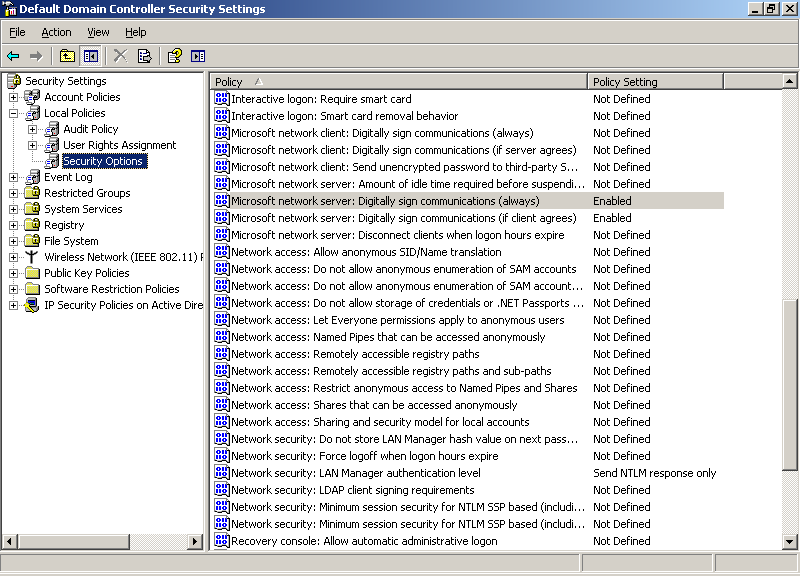 Default Domain Controller Security Settings
File Action View Help
Security Settings
Account Policies
Local Policies
Audit Policy
User Rights Assignment
Security Options
Event Log
Restricted Groups
System Services
Registry
File System
Wireless Network (IEEE 802.11) P
Public Key Policies
Software Restriction Policies
IP Security Policies on Active Dire
Policy Policy Setting
Interactive logon: Require smart card Not Defined
Interactive logon: Smart card removal behavior Not Defined
Microsoft network client: Digitally sign communications (always) Not Defined
Microsoft network client: Digitally sign communications (if server agrees) Not Defined
Microsoft network client: Send unencrypted password to third-party S... Not Defined
Microsoft network server: Amount of idle time required before suspendi... Not Defined
Microsoft network server: Digitally sign communications (always) Enabled
Microsoft network server: Digitally sign communications (if client agrees) Enabled
Microsoft network server: Disconnect clients when logon hours expire Not Defined
Network access: Allow anonymous SID/Name translation Not Defined
Network access: Do not allow anonymous enumeration of SAM accounts Not Defined
Network access: Do not allow anonymous enumeration of SAM account... Not Defined
Network access: Do not allow storage of credentials or .NET Passports ... Not Defined
Network access: Let Everyone permissions apply to anonymous users Not Defined
Network access: Named Pipes that can be accessed anonymously Not Defined
Network access: Remotely accessible registry paths Not Defined
Network access: Remotely accessible registry paths and sub-paths Not Defined
Network access: Restrict anonymous access to Named Pipes and Shares Not Defined
Network access: Shares that can be accessed anonymously Not Defined
Network access: Sharing and security model for local accounts Not Defined
Network security: Do not store LAN Manager hash value on next pass... Not Defined
Network security: Force logoff when logon hours expire Not Defined
Network security: LAN Manager authentication level Send NTLM response only
Network security: LDAP client signing requirements Not Defined
Network security: Minimum session security for NTLM SSP based (includi... Not Defined
Network security: Minimum session security for NTLM SSP based (includi... Not Defined
Recovery console: Allow automatic administrative logon Not Defined